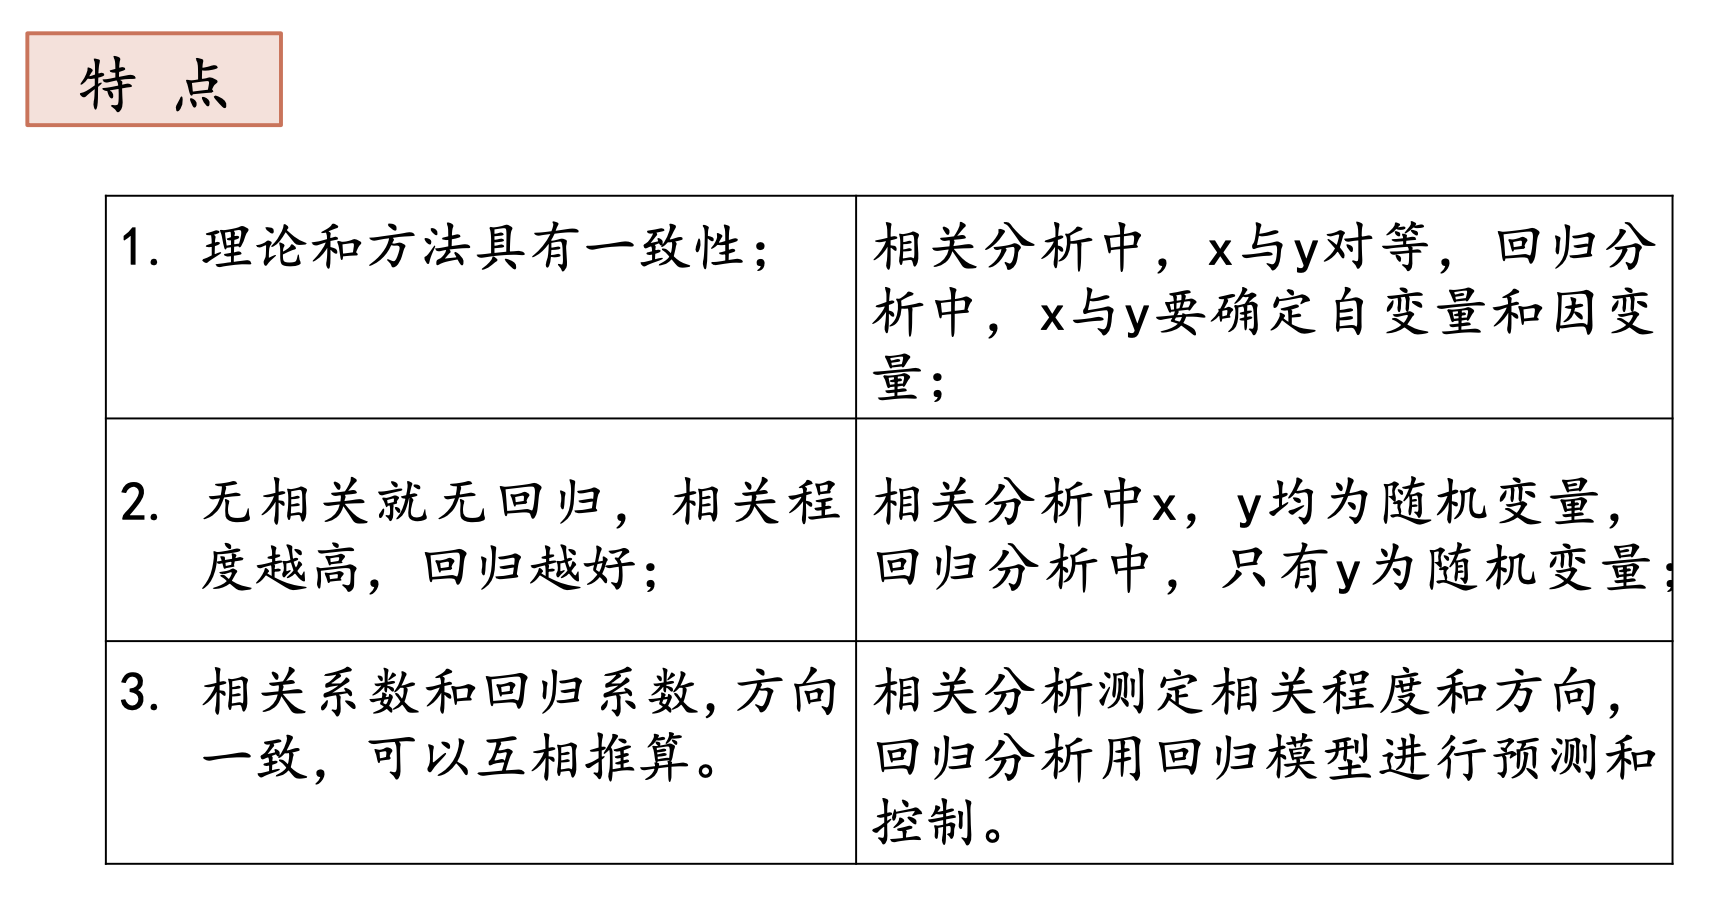 特 点
1. 理论和方法具有一致性；
相关分析中，x与y对等，回归分
析中，x与y要确定自变量和因变
量；
2. 无相关就无回归，相关程
度越高，回归越好；
相关分析中x，y均为随机变量，
回归分析中，只有y为随机变量；
3. 相关系数和回归系数,方向
一致，可以互相推算。
相关分析测定相关程度和方向，
回归分析用回归模型进行预测和
控制。